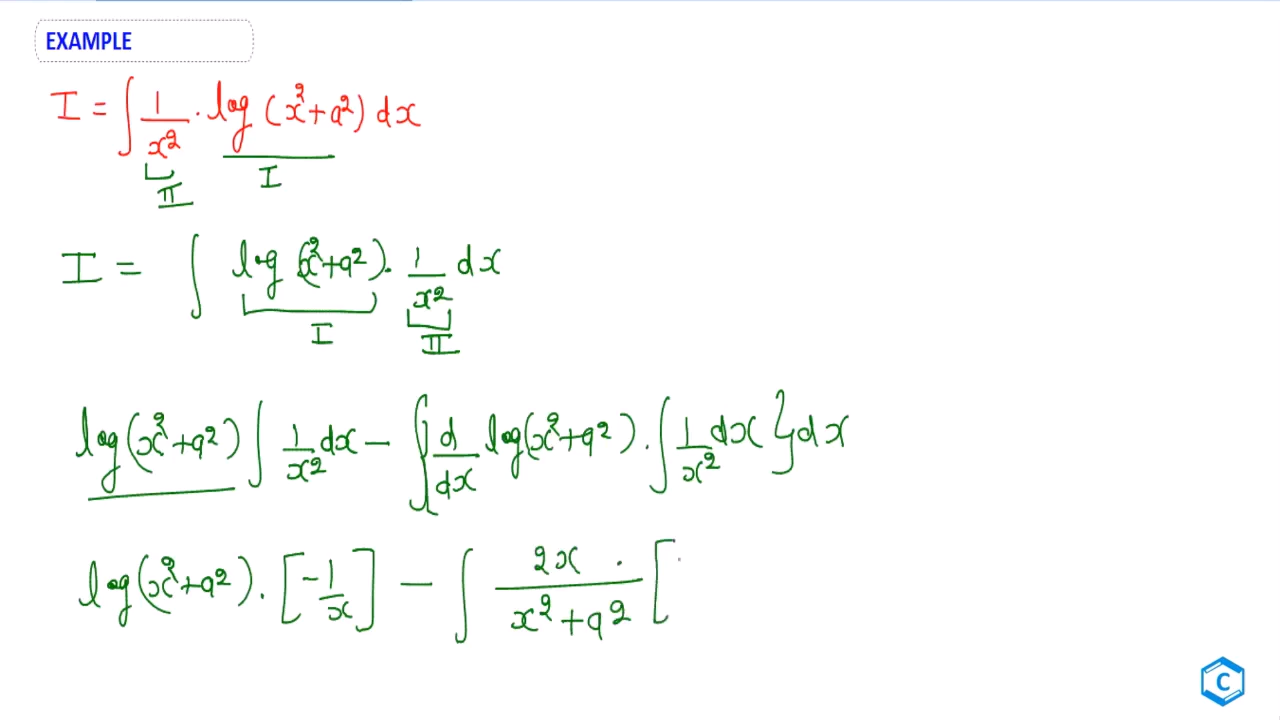 EXAMPLE
I = ∫ 1/x² · log (x²+a²) dx
II I
I = ∫ log (x²+a²) · 1/x² dx
I II
log(x²+a²) ∫ 1/x² dx - ∫{ d/dx log(x²+a²) · ∫ 1/x² dx } dx
log(x²+a²) · [ -1/x ] - ∫ 2x/(x²+a²) · [
C